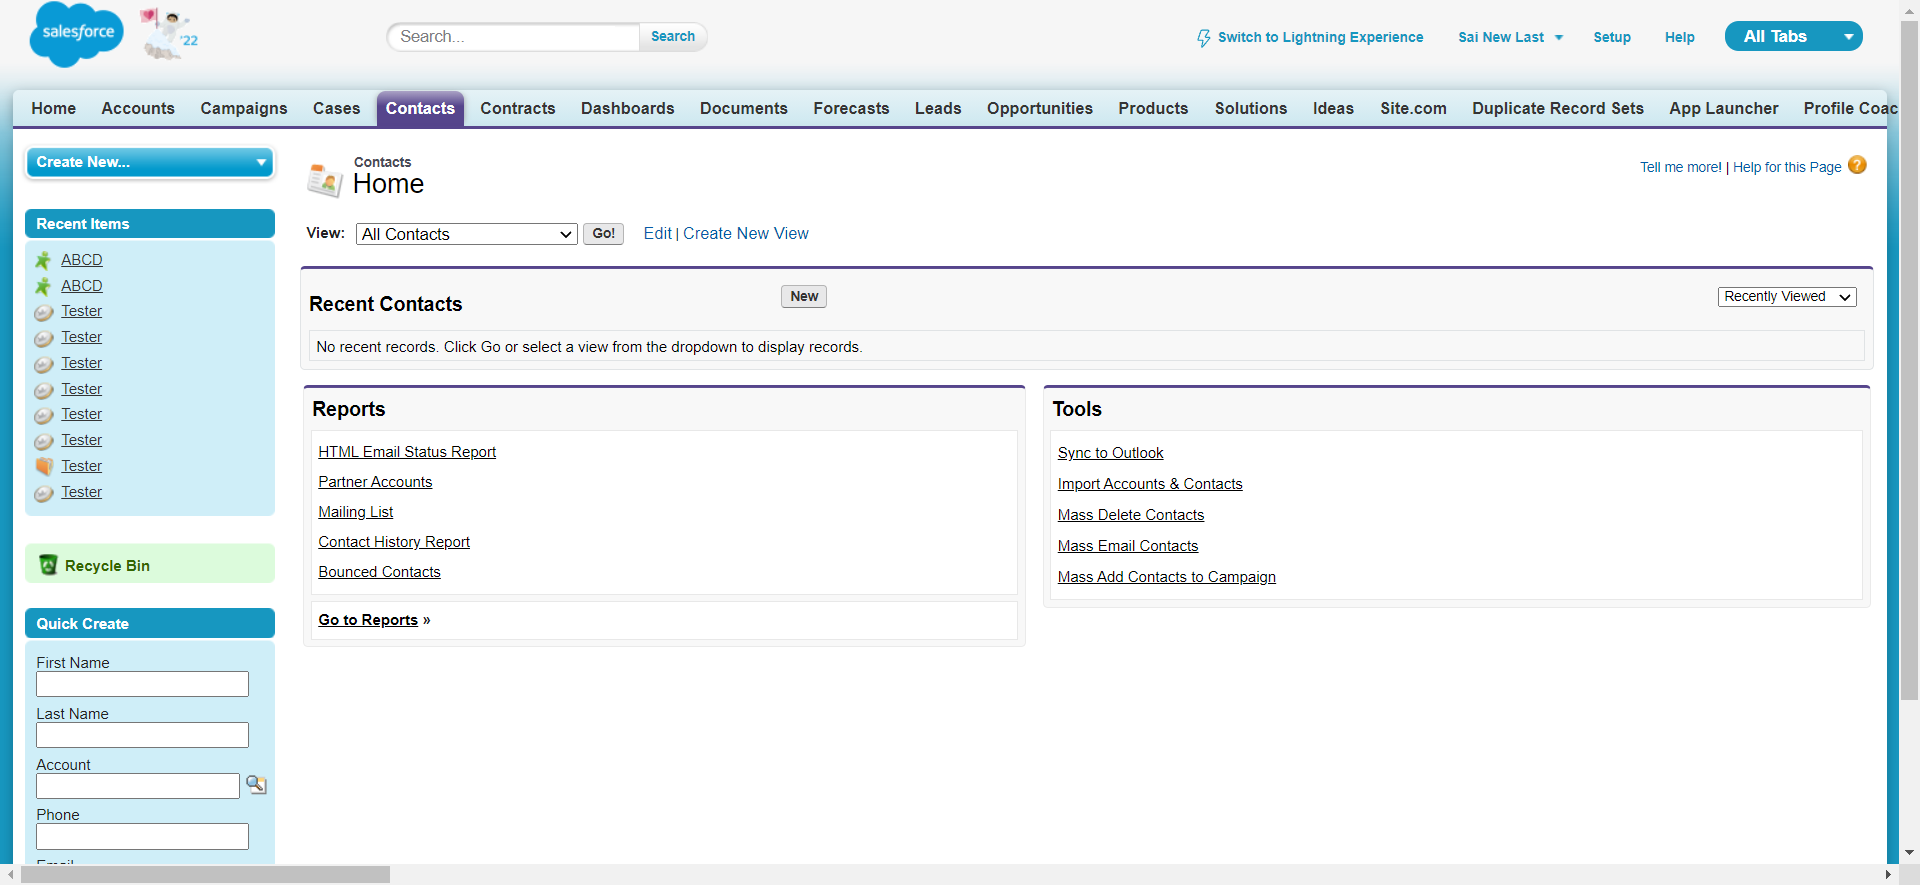 salesforce
'22
Search...
Search
Switch to Lightning Experience
Sai New Last
Setup
Help
All Tabs
Home
Accounts
Campaigns
Cases
Contacts
Contracts
Dashboards
Documents
Forecasts
Leads
Opportunities
Products
Solutions
Ideas
Site.com
Duplicate Record Sets
App Launcher
Profile Coac
Create New...
Recent Items
ABCD
ABCD
Tester
Tester
Tester
Tester
Tester
Tester
Tester
Tester
Recycle Bin
Quick Create
First Name
Last Name
Account
Phone
Email
Contacts
Home
Tell me more! | Help for this Page
View: All Contacts Go! Edit | Create New View
Recent Contacts
New
Recently Viewed
No recent records. Click Go or select a view from the dropdown to display records.
Reports
HTML Email Status Report
Partner Accounts
Mailing List
Contact History Report
Bounced Contacts
Go to Reports »
Tools
Sync to Outlook
Import Accounts & Contacts
Mass Delete Contacts
Mass Email Contacts
Mass Add Contacts to Campaign